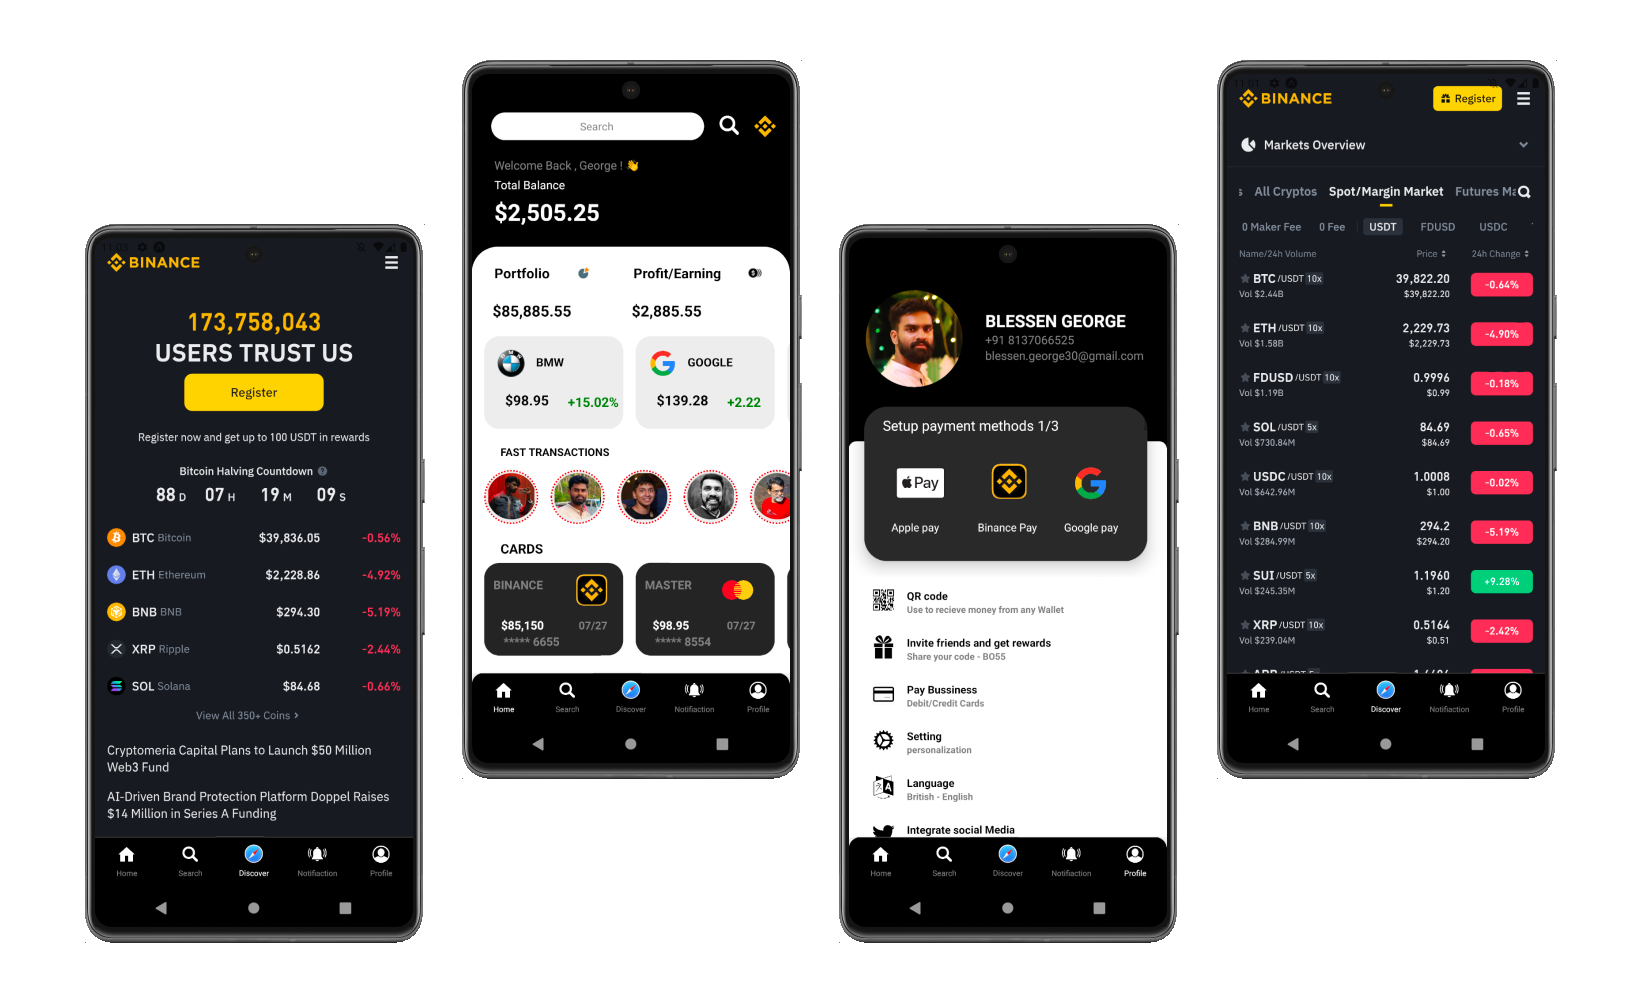 11:03
BINANCE
173,758,043
USERS TRUST US
Register
Register now and get up to 100 USDT in rewards
Bitcoin Halving Countdown ?
88 D 07 H 19 M 09 S
BTC Bitcoin $39,836.05 -0.56%
ETH Ethereum $2,228.86 -4.92%
BNB BNB $294.30 -5.19%
XRP Ripple $0.5162 -2.44%
SOL Solana $84.68 -0.66%
View All 350+ Coins >
Cryptomeria Capital Plans to Launch $50 Million
Web3 Fund
AI-Driven Brand Protection Platform Doppel Raises
$14 Million in Series A Funding
Home Search Discover Notifiaction Profile
Search
Welcome Back , George ! 👋
Total Balance
$2,505.25
Portfolio Profit/Earning
$85,885.55 $2,885.55
BMW GOOGLE
$98.95 +15.02% $139.28 +2.22
FAST TRANSACTIONS
CARDS
BINANCE MASTER
$85,150 07/27 $98.95 07/27
***** 6655 ***** 8554
Home Search Discover Notifiaction Profile
BLESSEN GEORGE
+91 8137066525
blessen.george30@gmail.com
Setup payment methods 1/3
Pay
Apple pay Binance Pay Google pay
QR code
Use to recieve money from any Wallet
Invite friends and get rewards
Share your code - BO55
Pay Bussiness
Debit/Credit Cards
Setting
personalization
Language
British - English
Integrate social Media
Home Search Discover Notifiaction Profile
11:01
BINANCE Register
Markets Overview
s All Cryptos Spot/Margin Market Futures Ma
0 Maker Fee 0 Fee USDT FDUSD USDC
Name/24h Volume Price 24h Change
BTC/USDT 10x 39,822.20 -0.64%
Vol $2.44B $39,822.20
ETH/USDT 10x 2,229.73 -4.90%
Vol $1.58B $2,229.73
FDUSD/USDT 10x 0.9996 -0.18%
Vol $1.19B $0.99
SOL/USDT 5x 84.69 -0.65%
Vol $730.84M $84.69
USDC/USDT 10x 1.0008 -0.02%
Vol $642.96M $1.00
BNB/USDT 10x 294.2 -5.19%
Vol $284.99M $294.20
SUI/USDT 5x 1.1960 +9.28%
Vol $245.35M $1.20
XRP/USDT 10x 0.5164 -2.42%
Vol $239.04M $0.51
Home Search Discover Notifiaction Profile